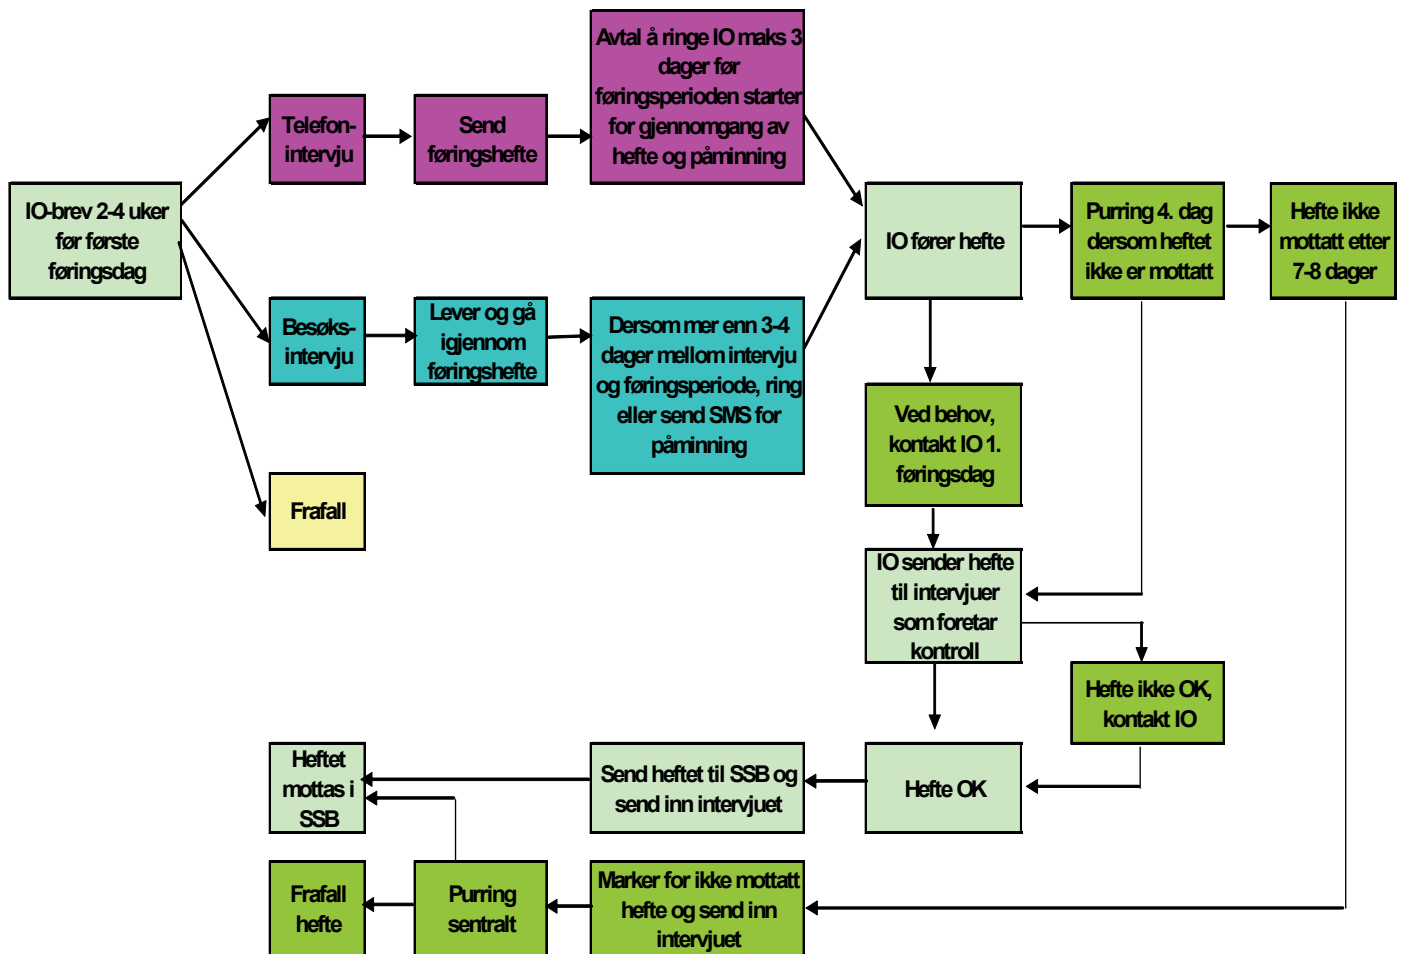 Avtal å ringe IO maks 3
dager før
føringsperioden starter
for gjennomgang av
hefte og påminning
Telefon-
intervju
Send
føringshefte
IO-brev 2-4 uker
før første
føringsdag
IO fører hefte
Purring 4. dag
dersom heftet
ikke er mottatt
Hefte ikke
mottatt etter
7-8 dager
Besøks-
intervju
Lever og gå
igjennom
føringshefte
Dersom mer enn 3-4
dager mellom intervju
og føringsperiode, ring
eller send SMS for
påminning
Ved behov,
kontakt IO 1.
føringsdag
Frafall
IO sender hefte
til intervjuer
som foretar
kontroll
Hefte ikke OK,
kontakt IO
Heftet
mottas i
SSB
Send heftet til SSB og
send inn intervjuet
Hefte OK
Frafall
hefte
Purring
sentralt
Marker for ikke mottatt
hefte og send inn
intervjuet